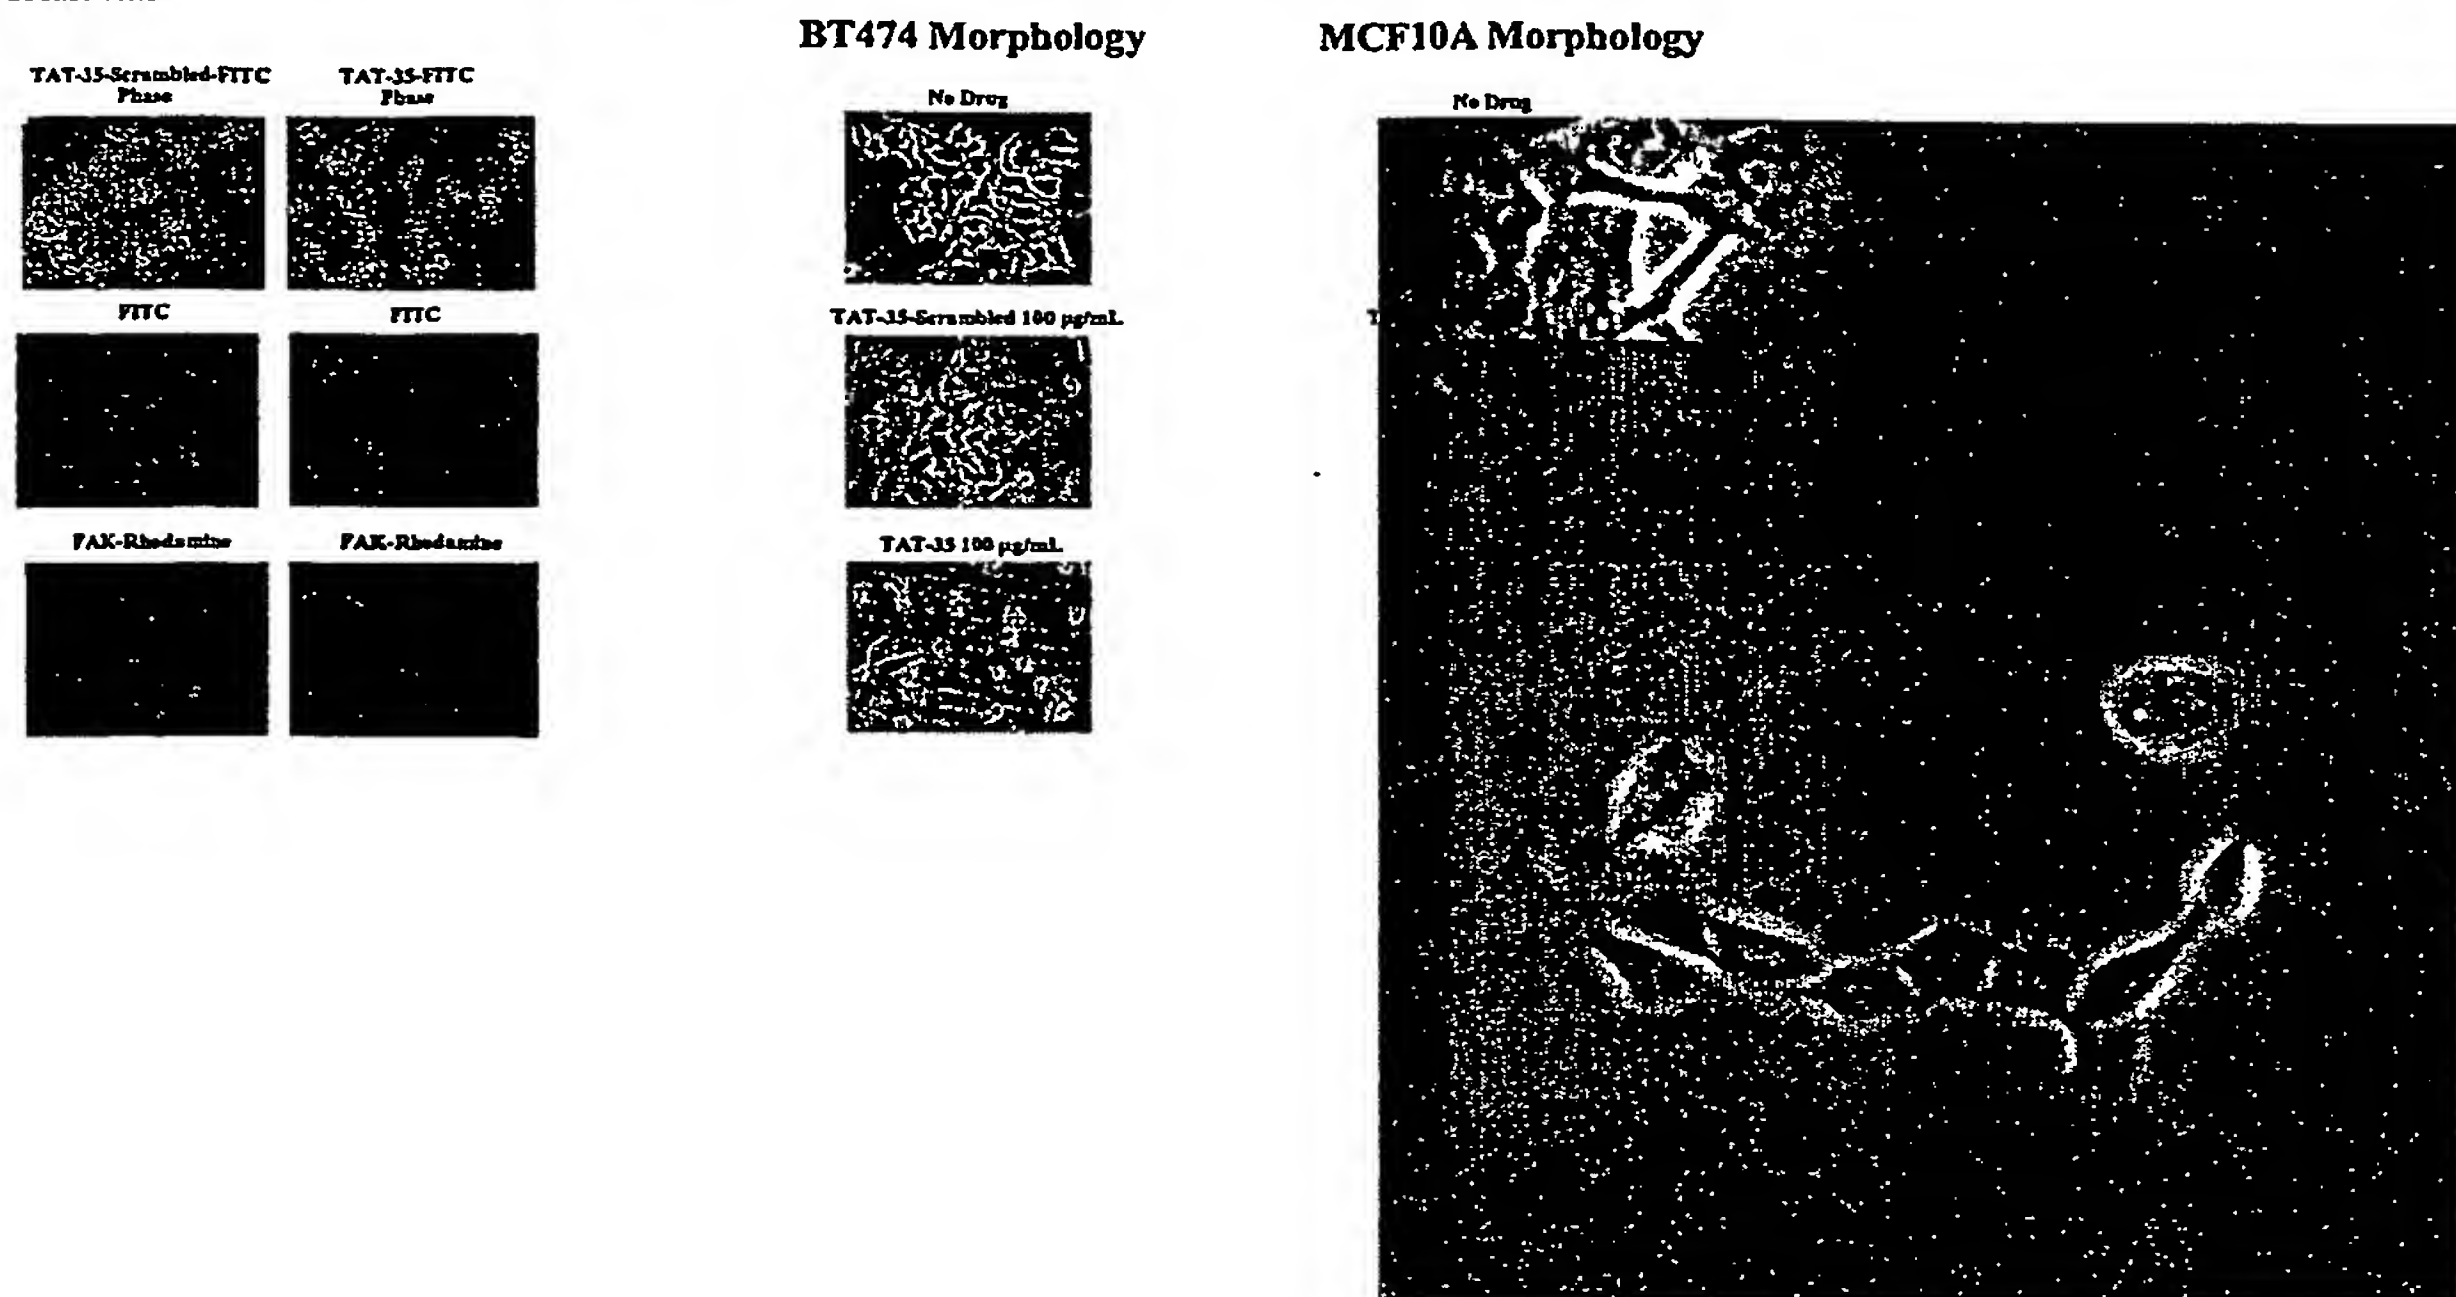 BT474 Morphology
MCF10A Morphology
TAT-35-Scrambled-FITC
Phase
TAT-35-FITC
Phase
No Drug
No Drug
FITC
FITC
TAT-35-Scrambled 100 µg/mL
T
FAK-Rhodamine
FAK-Rhodamine
TAT-35 100 µg/mL